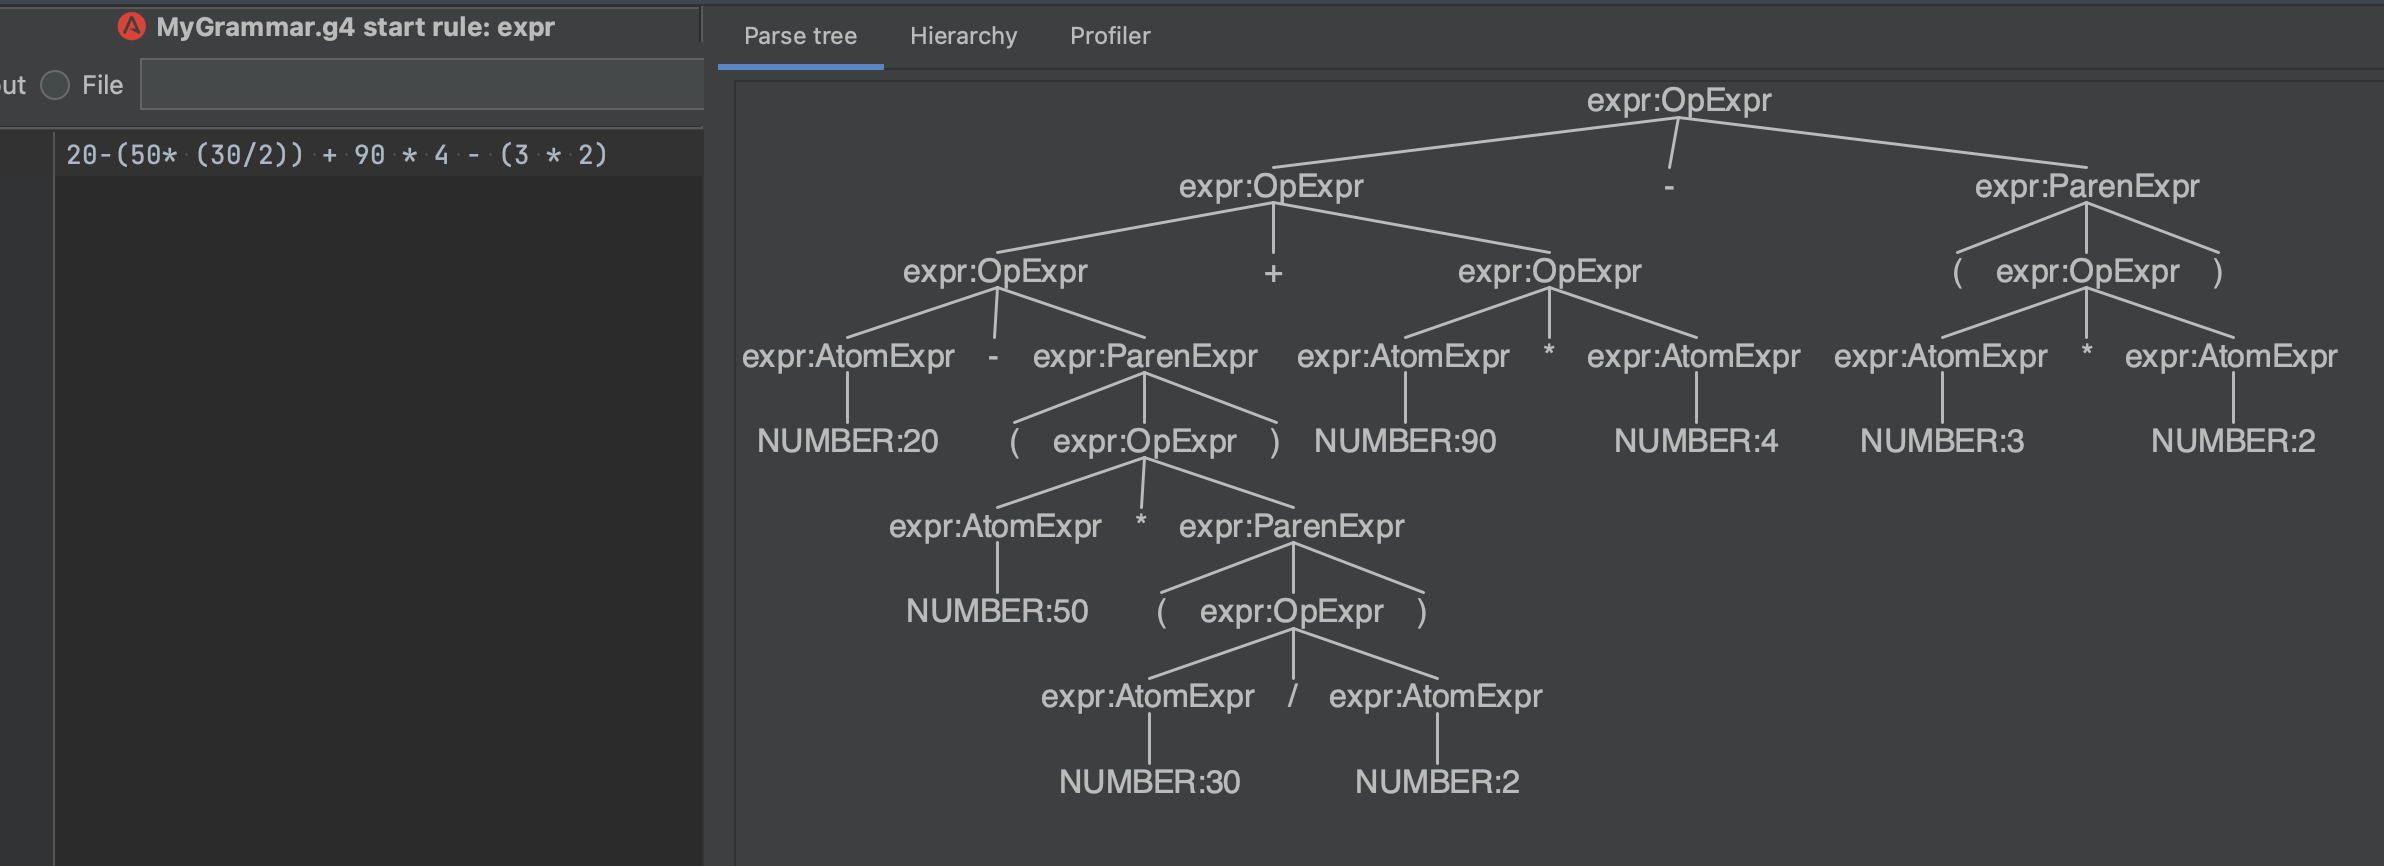 MyGrammar.g4 start rule: expr
ut File
20-(50* (30/2)) + 90 * 4 - (3 * 2)
Parse tree Hierarchy Profiler
expr:OpExpr
expr:OpExpr - expr:ParenExpr
expr:OpExpr + expr:OpExpr ( expr:OpExpr )
expr:AtomExpr - expr:ParenExpr expr:AtomExpr * expr:AtomExpr expr:AtomExpr * expr:AtomExpr
NUMBER:20 ( expr:OpExpr ) NUMBER:90 NUMBER:4 NUMBER:3 NUMBER:2
expr:AtomExpr * expr:ParenExpr
NUMBER:50 ( expr:OpExpr )
expr:AtomExpr / expr:AtomExpr
NUMBER:30 NUMBER:2